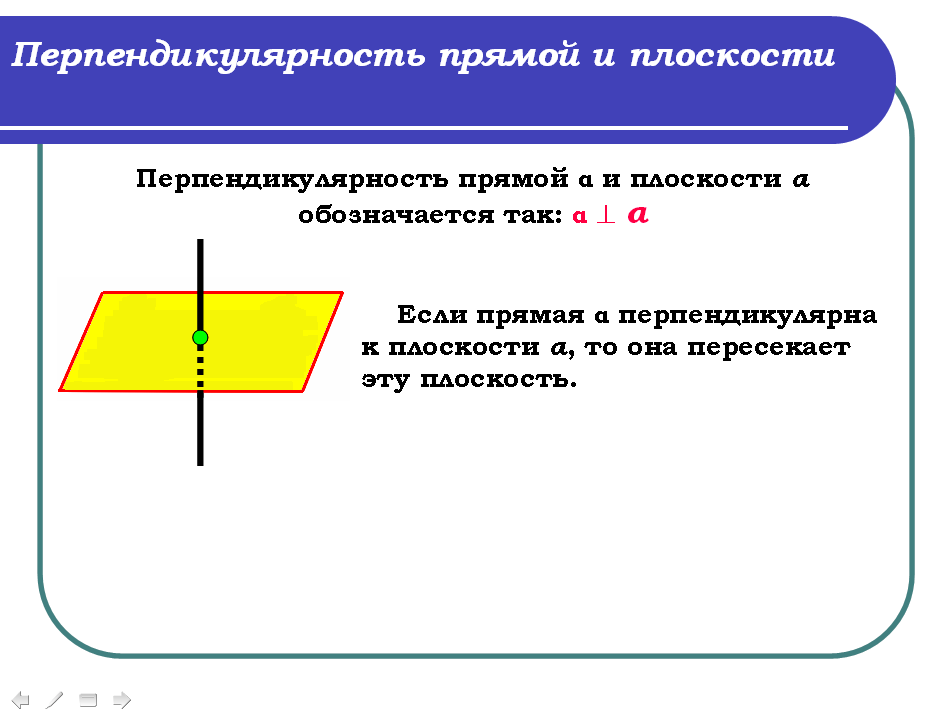 Перпендикулярность прямой и плоскости
Перпендикулярность прямой а и плоскости а
обозначается так: а ⊥ а
Если прямая а перпендикулярна
к плоскости а, то она пересекает
эту плоскость.